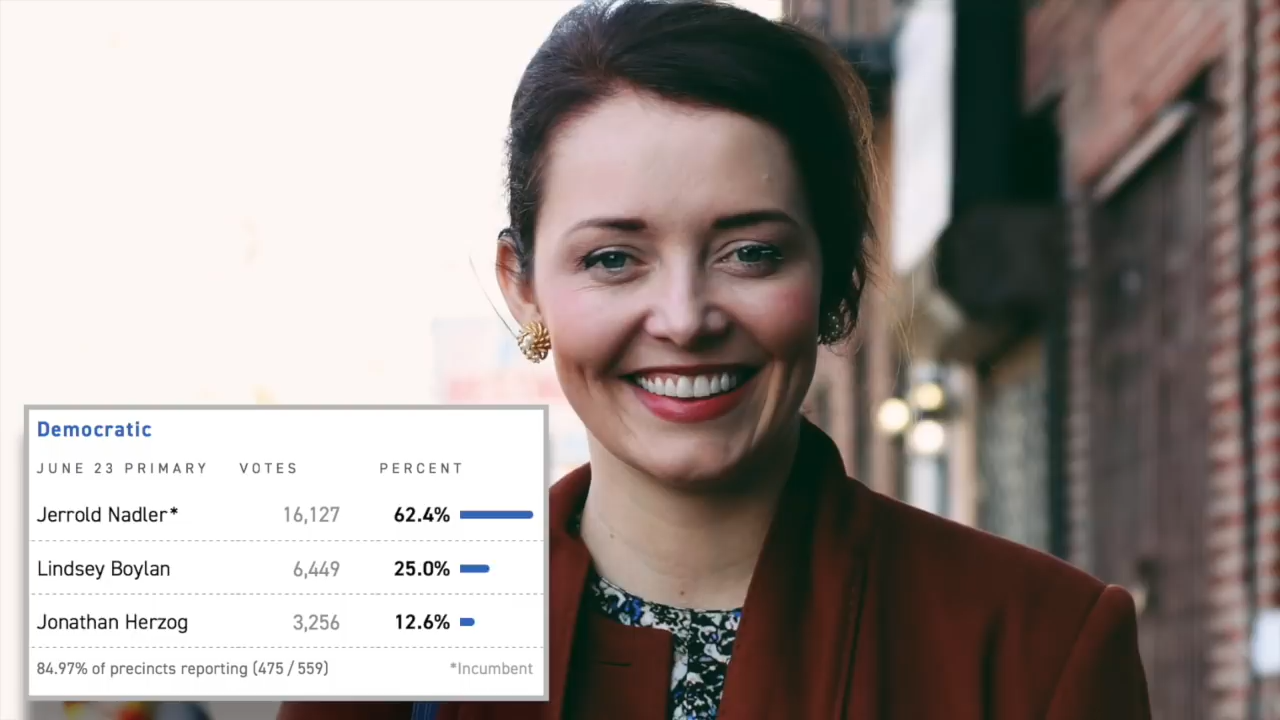 Democratic
JUNE 23 PRIMARY VOTES PERCENT
Jerrold Nadler* 16,127 62.4%
Lindsey Boylan 6,449 25.0%
Jonathan Herzog 3,256 12.6%
84.97% of precincts reporting (475/559) *Incumbent